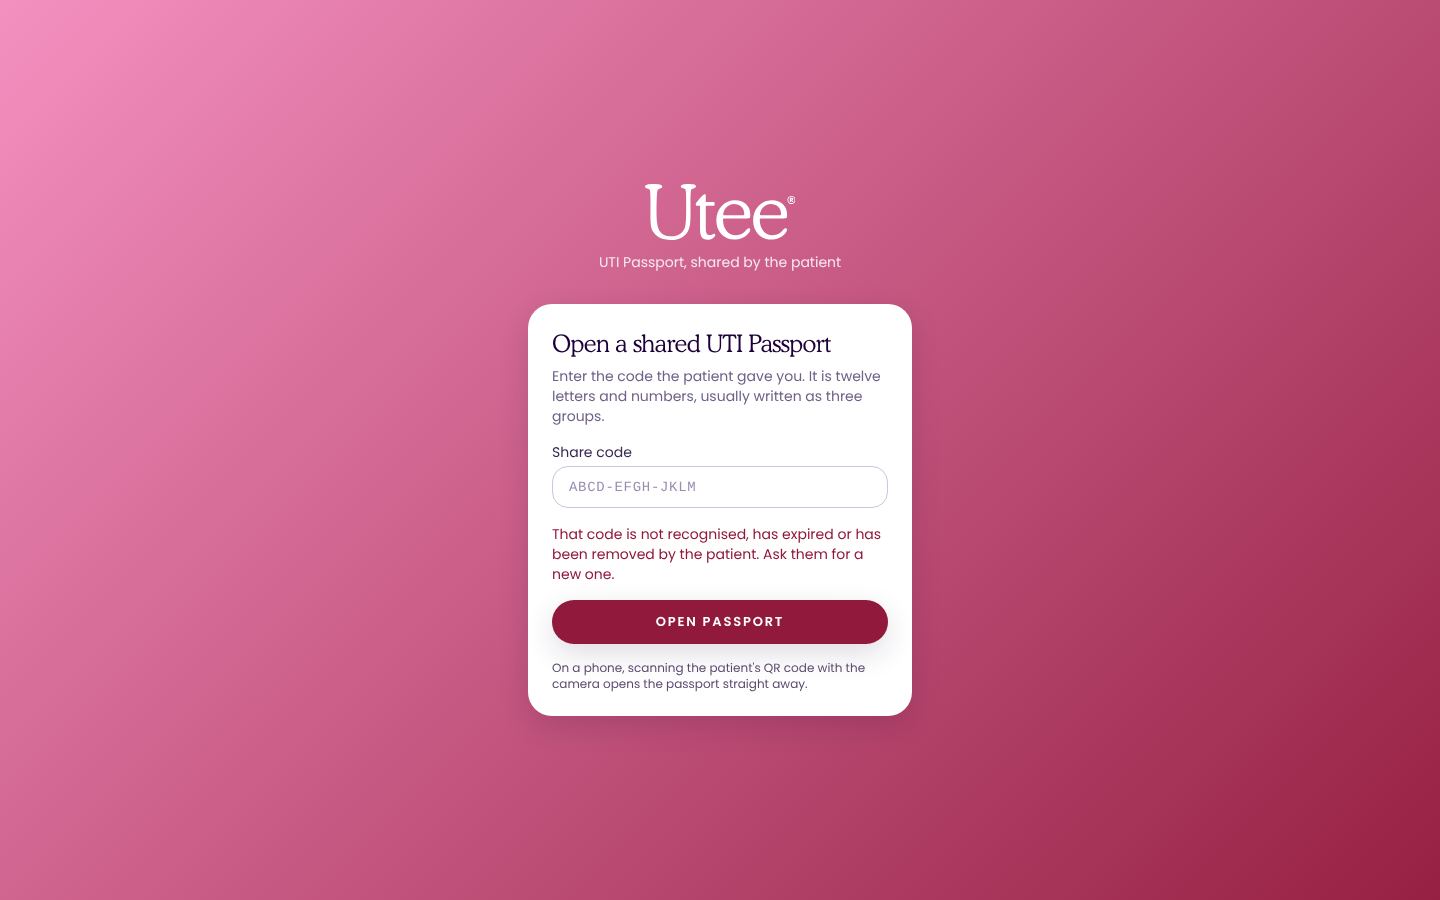 Utee®
UTI Passport, shared by the patient
Open a shared UTI Passport
Enter the code the patient gave you. It is twelve
letters and numbers, usually written as three
groups.
Share code
ABCD-EFGH-JKLM
That code is not recognised, has expired or has
been removed by the patient. Ask them for a
new one.
OPEN PASSPORT
On a phone, scanning the patient's QR code with the
camera opens the passport straight away.